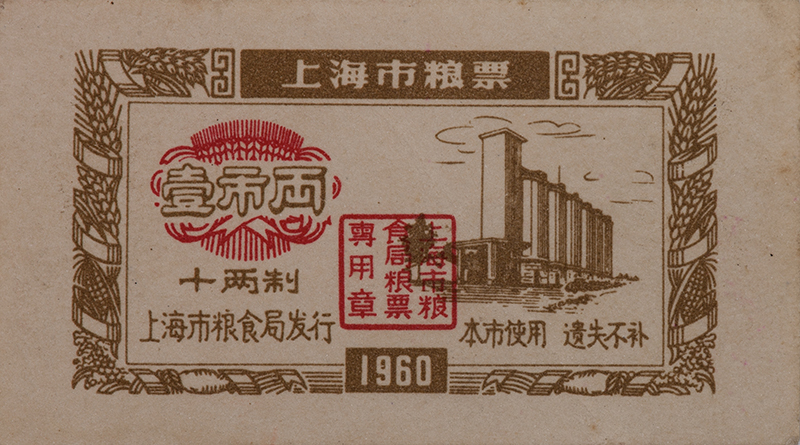 上海市粮票
壹市両
十两制
上海市粮食局发行
上海市粮
食局粮票
専用章
本市使用 遗失不补
1960